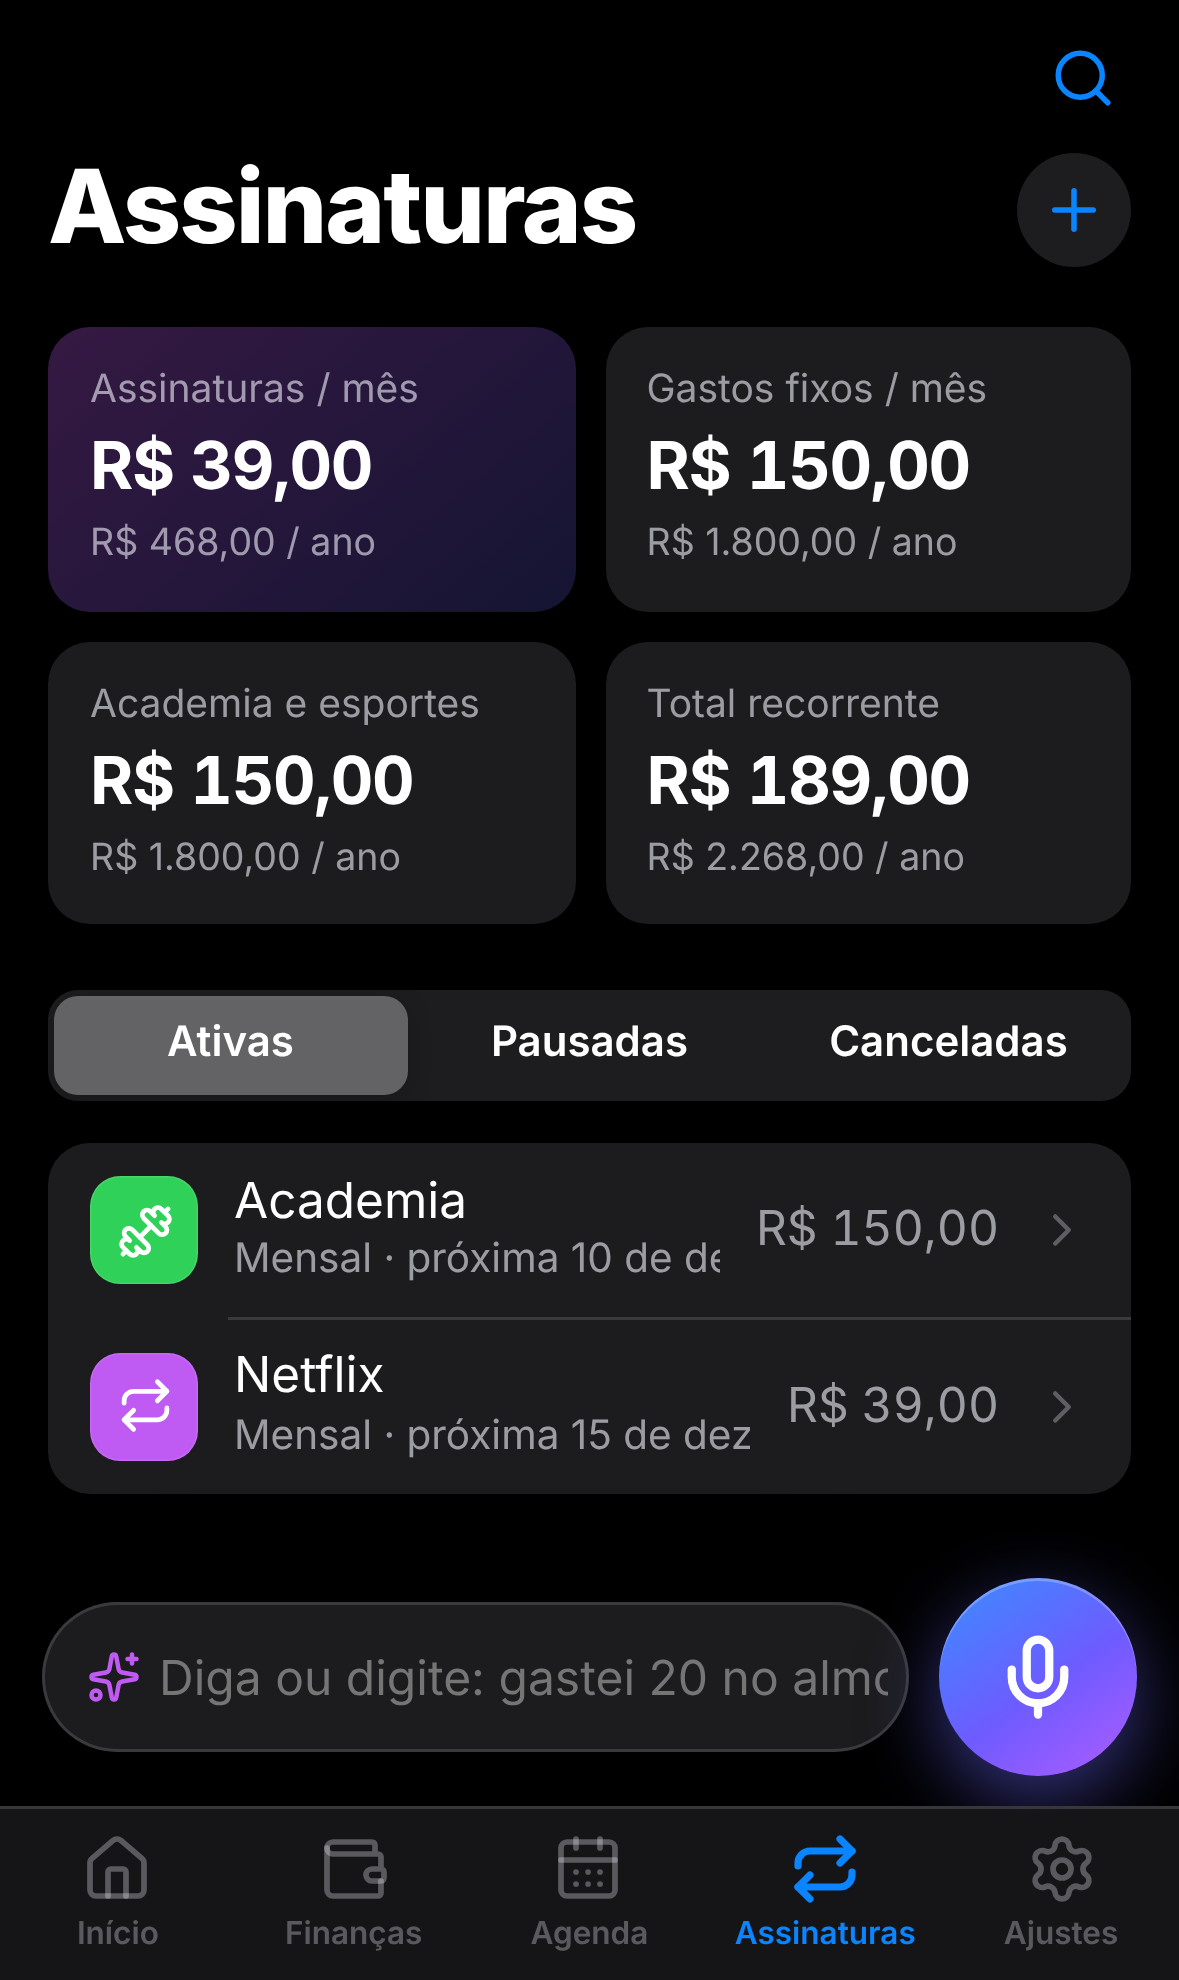 Assinaturas
Assinaturas / mês
R$ 39,00
R$ 468,00 / ano
Gastos fixos / mês
R$ 150,00
R$ 1.800,00 / ano
Academia e esportes
R$ 150,00
R$ 1.800,00 / ano
Total recorrente
R$ 189,00
R$ 2.268,00 / ano
Ativas
Pausadas
Canceladas
Academia
Mensal · próxima 10 de de
R$ 150,00
Netflix
Mensal · próxima 15 de dez
R$ 39,00
Diga ou digite: gastei 20 no almo
Início
Finanças
Agenda
Assinaturas
Ajustes